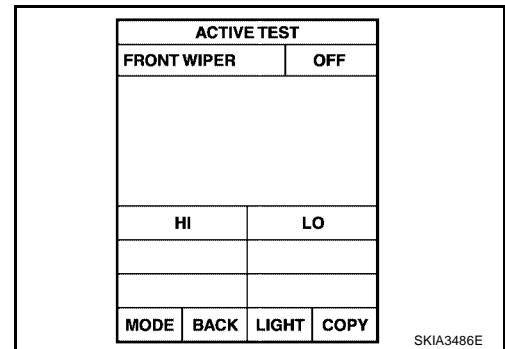 ACTIVE TEST
FRONT WIPER OFF
HI LO
MODE BACK LIGHT COPY
SKIA3486E